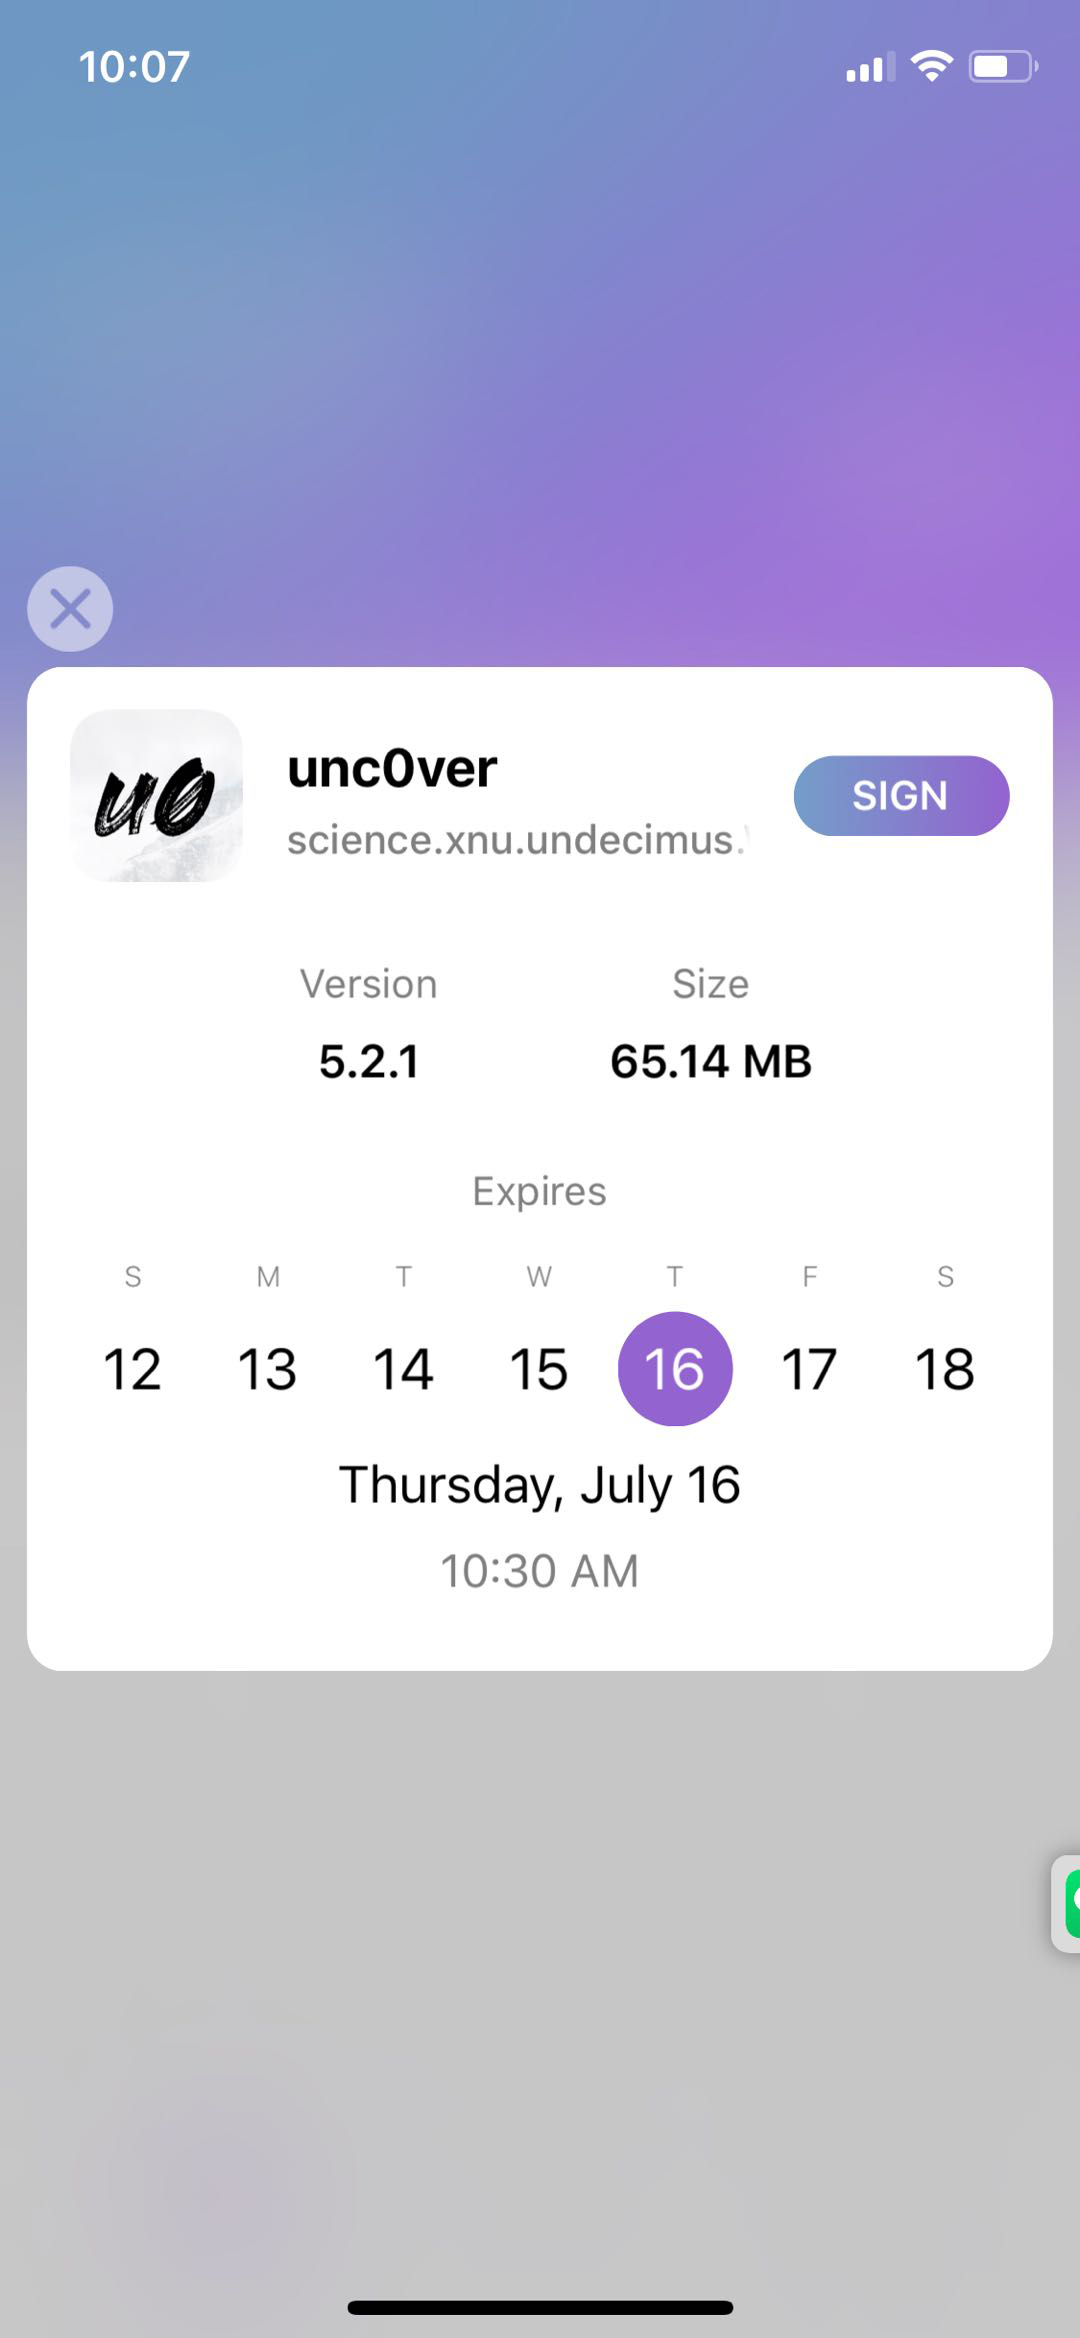 10:07
u0
unc0ver
science.xnu.undecimus.
SIGN
Version
Size
5.2.1
65.14 MB
Expires
S M T W T F S
12 13 14 15 16 17 18
Thursday, July 16
10:30 AM